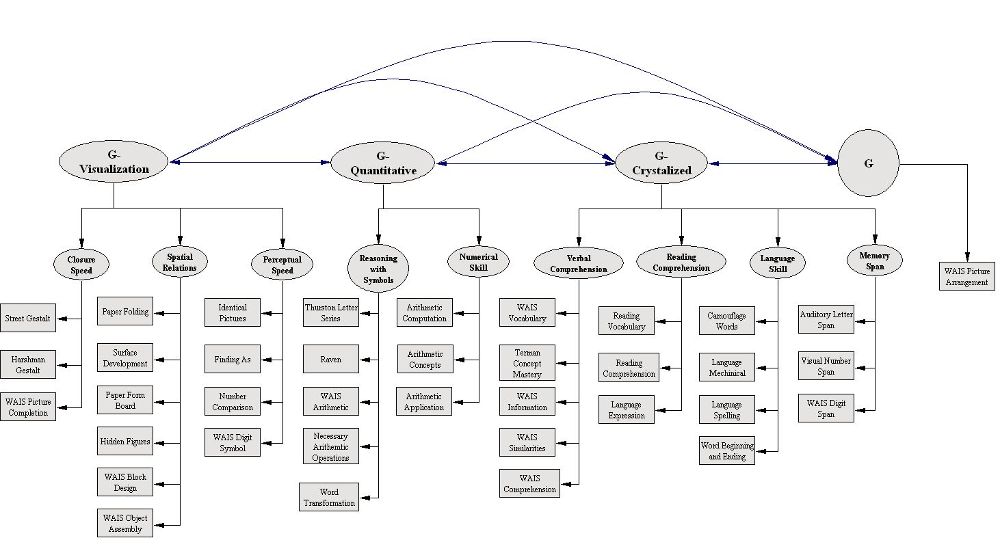 G-
Visualization
G-
Quantitative
G-
Crystalized
G
Closure
Speed
Spatial
Relations
Perceptual
Speed
Reasoning
with
Symbols
Numerical
Skill
Verbal
Comprehension
Reading
Comprehension
Language
Skill
Memory
Span
WAIS Picture
Arrangement
Street Gestalt
Harshman
Gestalt
WAIS Picture
Completion
Paper Folding
Surface
Development
Paper Form
Board
Hidden Figures
WAIS Block
Design
WAIS Object
Assembly
Identical
Pictures
Finding As
Number
Comparison
WAIS Digit
Symbol
Thurston Letter
Series
Raven
WAIS
Arithmetic
Necessary
Arithemtic
Operations
Word
Transformation
Arithmetic
Computation
Arithmetic
Concepts
Arithmetic
Application
WAIS
Vocabulary
Terman
Concept
Mastery
WAIS
Information
WAIS
Similarities
WAIS
Comprehension
Reading
Vocabulary
Reading
Comprehension
Language
Expression
Camouflage
Words
Language
Mechinical
Language
Spelling
Word Beginning
and Ending
Auditory Letter
Span
Visual Number
Span
WAIS Digit
Span